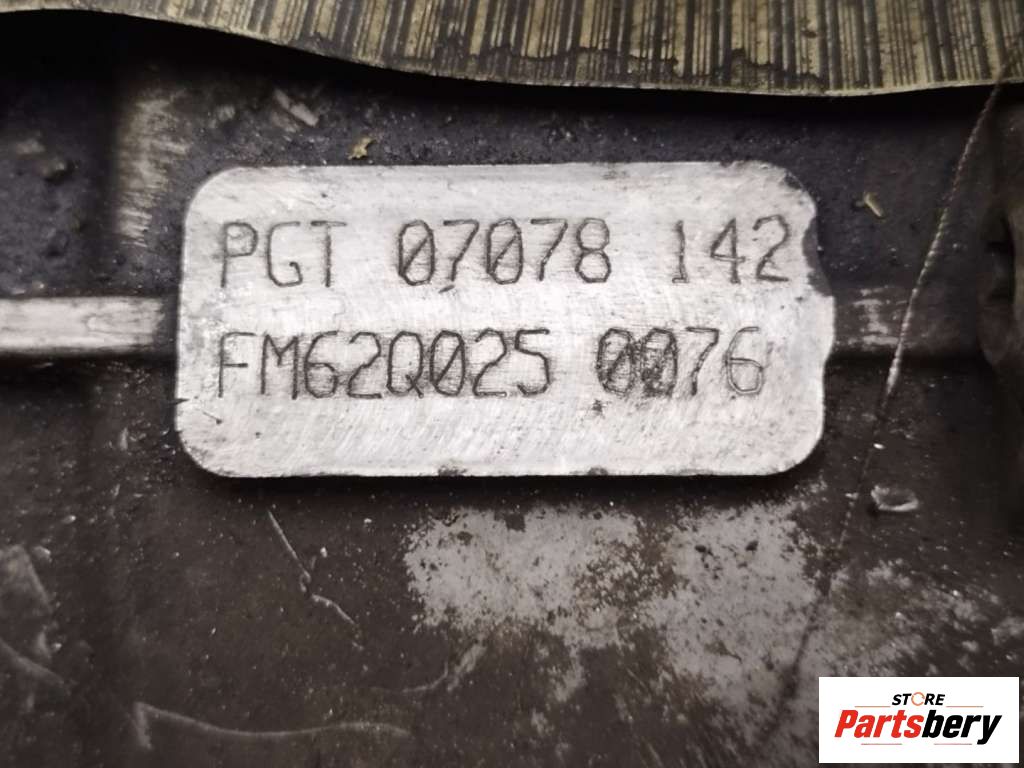 PGT 07078 142
FM62Q025 0076
STORE
Partsbery